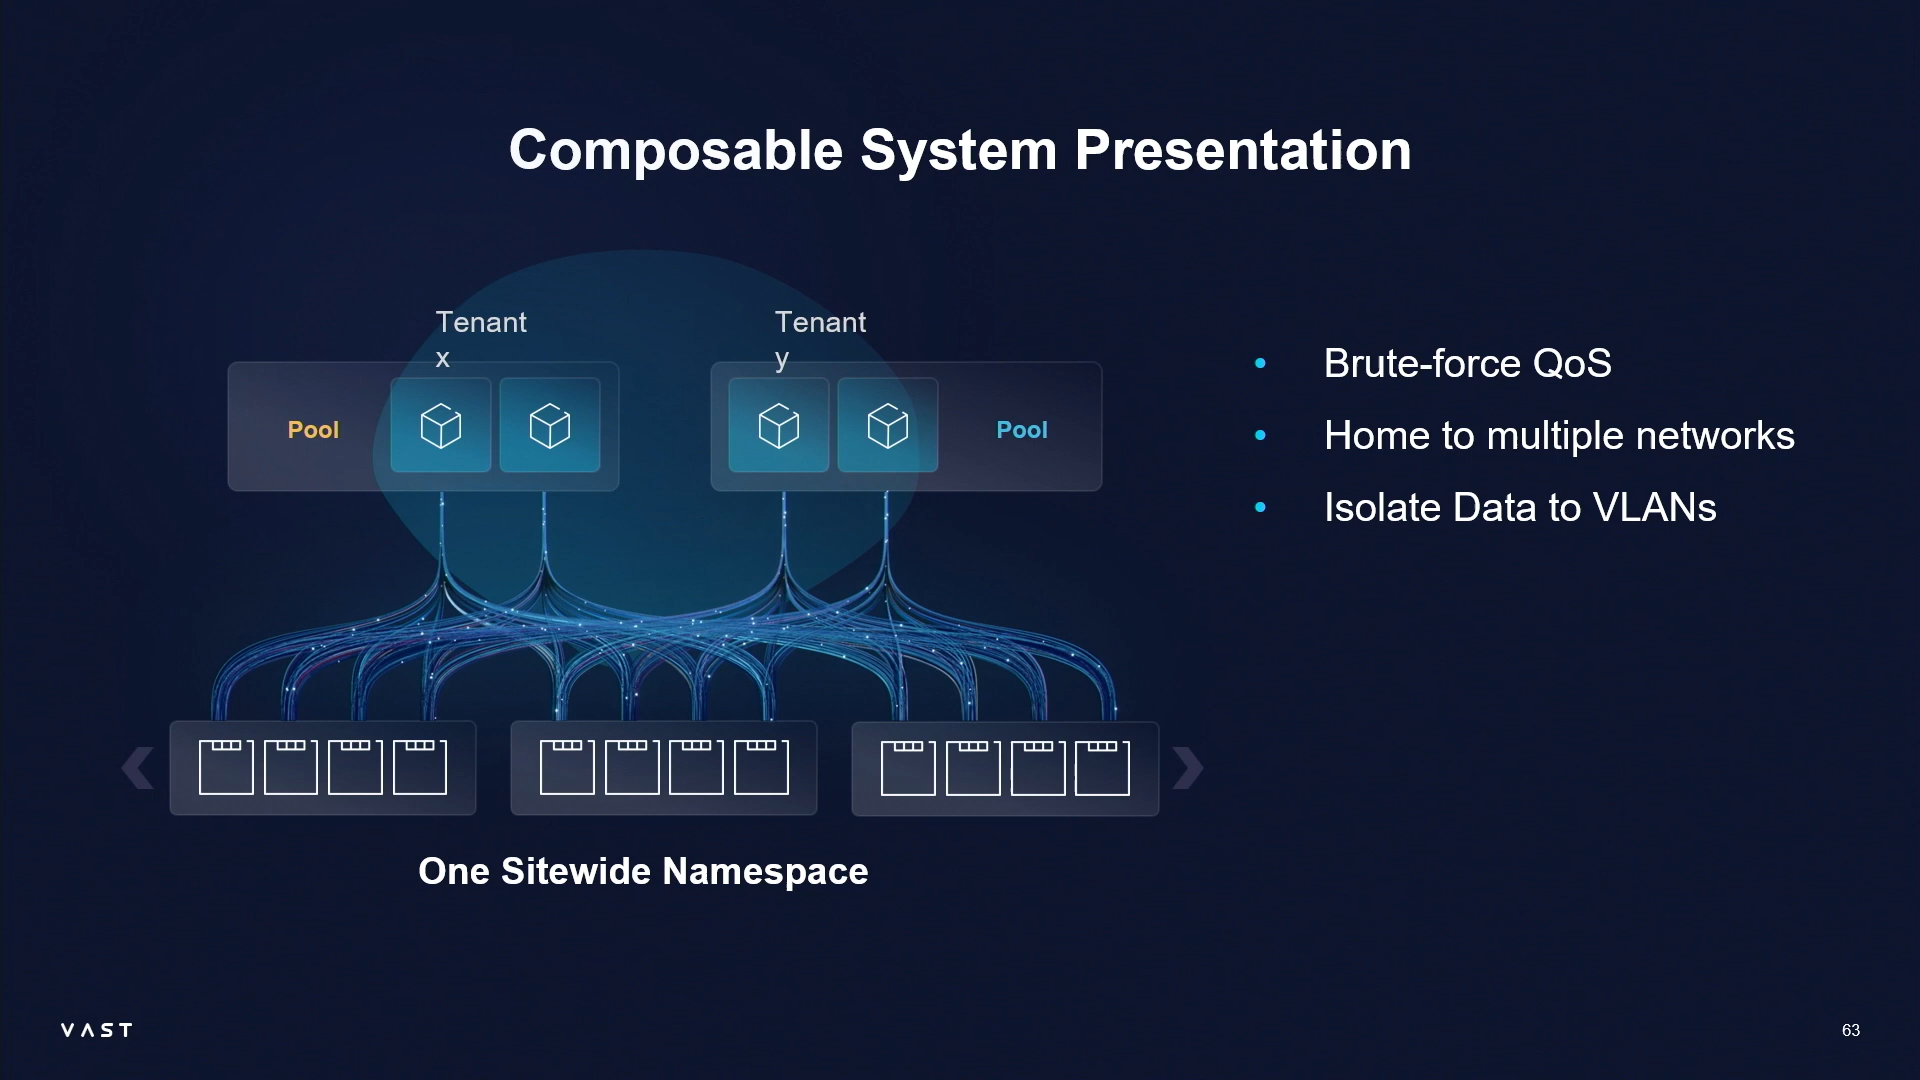 Composable System Presentation
Tenant
x
Tenant
y
Pool
Pool
• Brute-force QoS
• Home to multiple networks
• Isolate Data to VLANs
One Sitewide Namespace
VAST
63